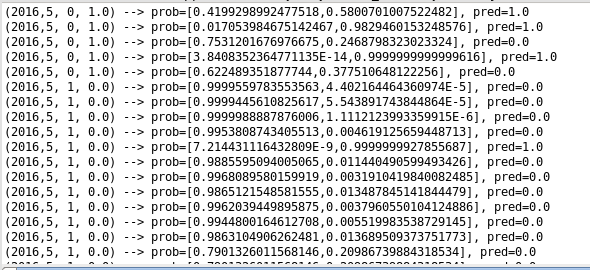 (2016,5, 0, 1.0) --> prob=[0.4199298992477518,0.5800701007522482], pred=1.0
(2016,5, 0, 1.0) --> prob=[0.017053984675142467,0.9829460153248576], pred=1.0
(2016,5, 0, 1.0) --> prob=[0.7531201676976675,0.2468798323023324], pred=0.0
(2016,5, 0, 1.0) --> prob=[3.8408352364771135E-14,0.9999999999999616], pred=1.0
(2016,5, 0, 1.0) --> prob=[0.622489351877744,0.377510648122256], pred=0.0
(2016,5, 1, 0.0) --> prob=[0.9999559783553563,4.402164464360974E-5], pred=0.0
(2016,5, 1, 0.0) --> prob=[0.9999445610825617,5.543891743844864E-5], pred=0.0
(2016,5, 1, 0.0) --> prob=[0.9999988887876006,1.1112123993359915E-6], pred=0.0
(2016,5, 1, 0.0) --> prob=[0.9953808743405513,0.004619125659448713], pred=0.0
(2016,5, 1, 0.0) --> prob=[7.214431116432809E-9,0.9999999927855687], pred=1.0
(2016,5, 1, 0.0) --> prob=[0.9885595094005065,0.011440490599493426], pred=0.0
(2016,5, 1, 0.0) --> prob=[0.9968089580159919,0.0031910419840082485], pred=0.0
(2016,5, 1, 0.0) --> prob=[0.9865121548581555,0.013487845141844479], pred=0.0
(2016,5, 1, 0.0) --> prob=[0.9962039449895875,0.0037960550104124886], pred=0.0
(2016,5, 1, 0.0) --> prob=[0.9944800164612708,0.005519983538729145], pred=0.0
(2016,5, 1, 0.0) --> prob=[0.9863104906262481,0.013689509373751773], pred=0.0
(2016,5, 1, 0.0) --> prob=[0.7901326011568146,0.20986739884318534], pred=0.0